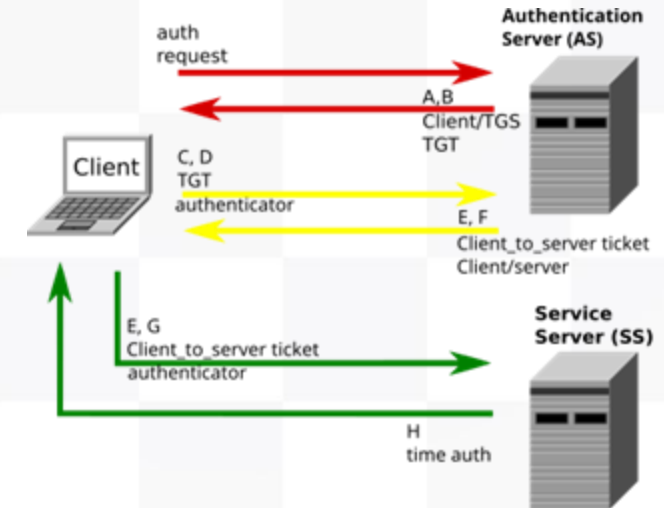 auth
request
Authentication
Server (AS)
A,B
Client/TGS
TGT
Client
C, D
TGT
authenticator
E, F
Client_to_server ticket
Client/server
E, G
Client_to_server ticket
authenticator
Service
Server (SS)
H
time auth